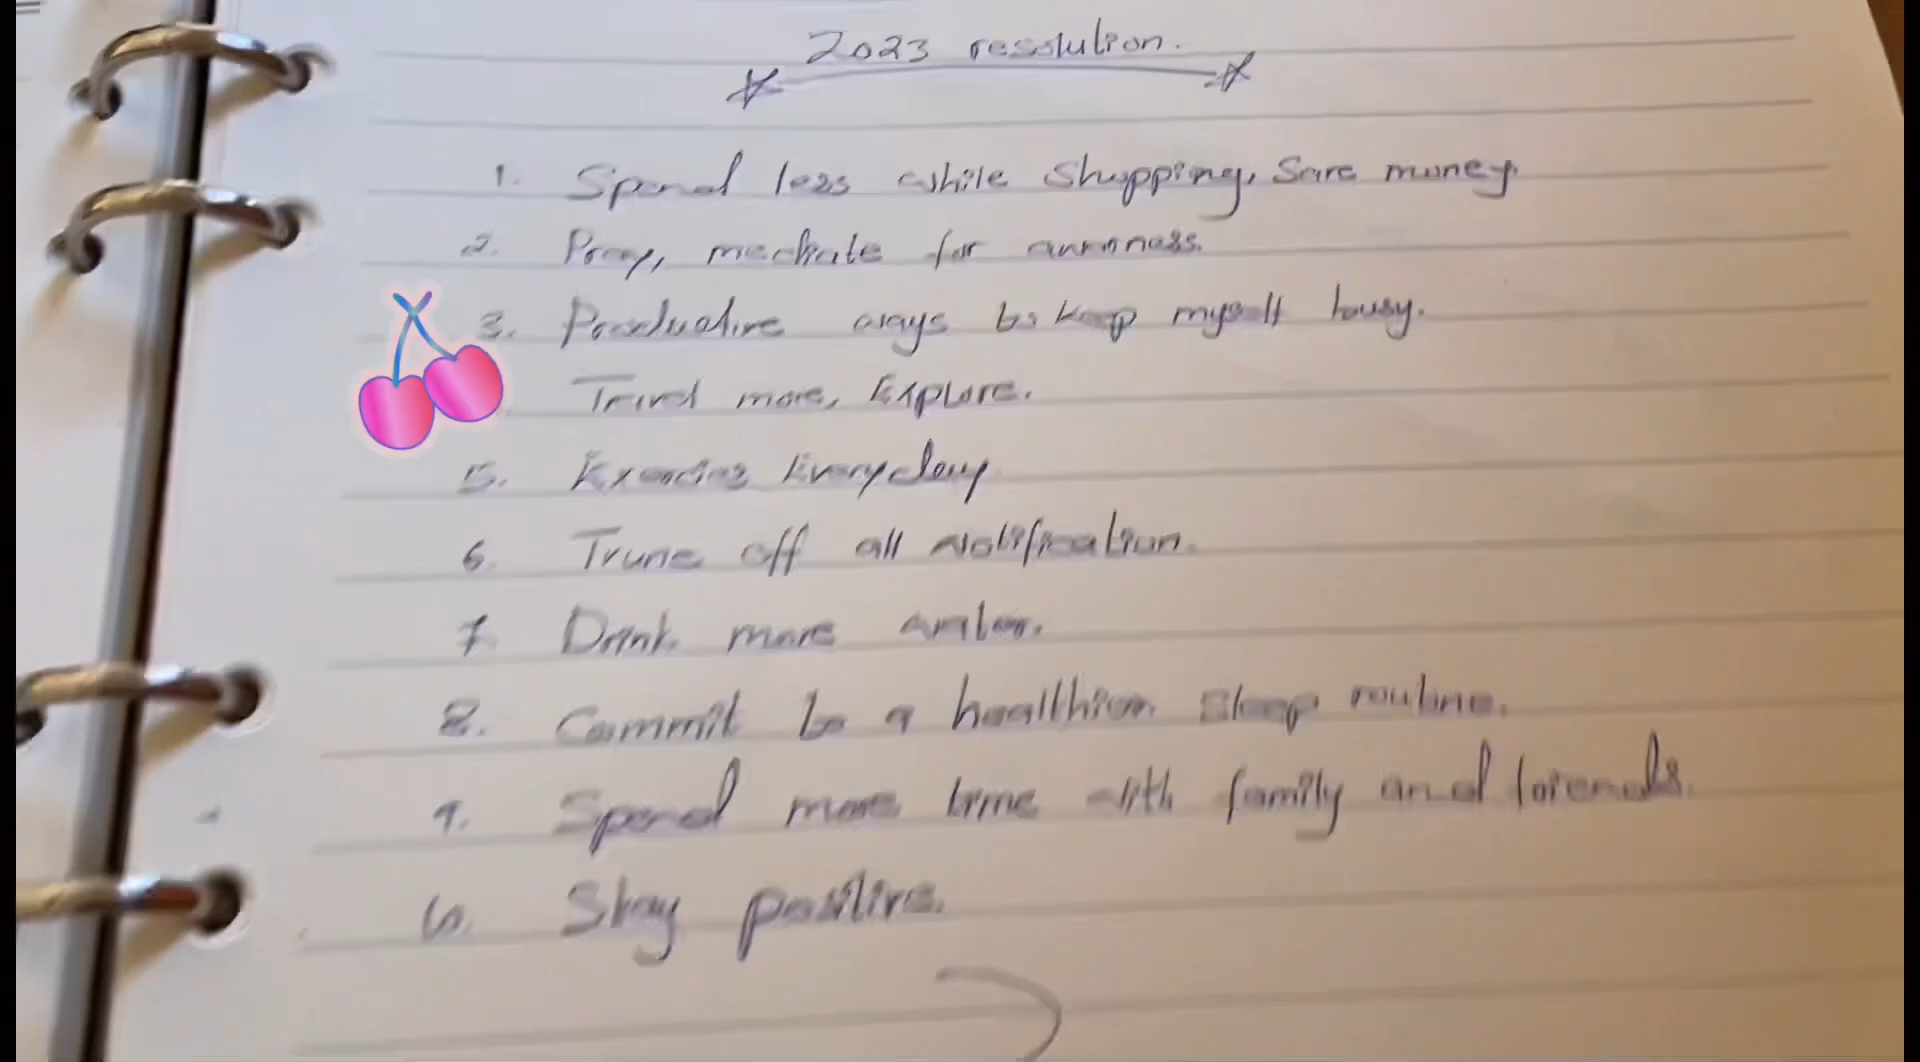 2023 resolution.
1. Spend less while Shopping, Save money.
2. Pray, mediate for awarness.
3. Productive ways to keep myself busy.
Travel more, Explore.
5. Exercise Everyday
6. Trune off all Notification.
7. Drink more water.
8. Commit to a healthier Sleep routine.
9. Spend more time with family and friends.
10. Stay positive.